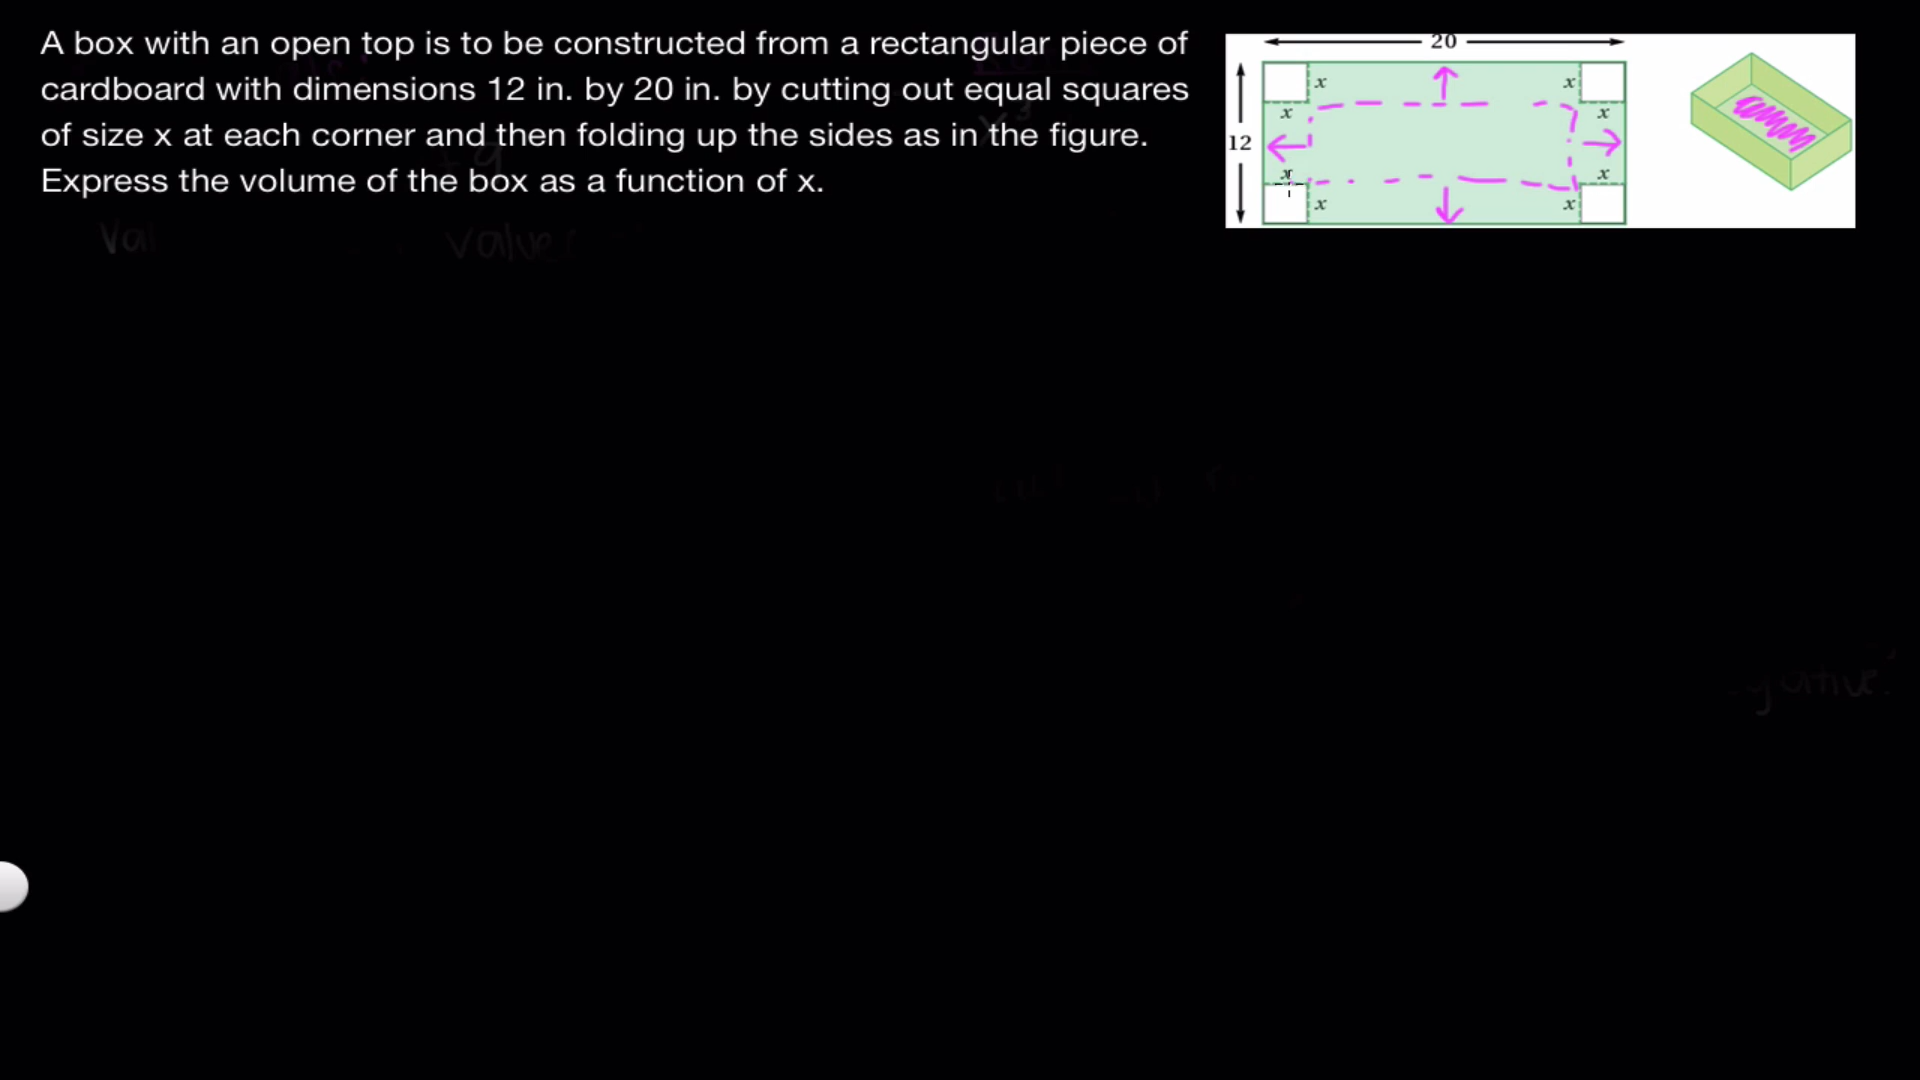 A box with an open top is to be constructed from a rectangular piece of
cardboard with dimensions 12 in. by 20 in. by cutting out equal squares
of size x at each corner and then folding up the sides as in the figure.
Express the volume of the box as a function of x.
20
x x
x x
12
x x
x x
Val
value